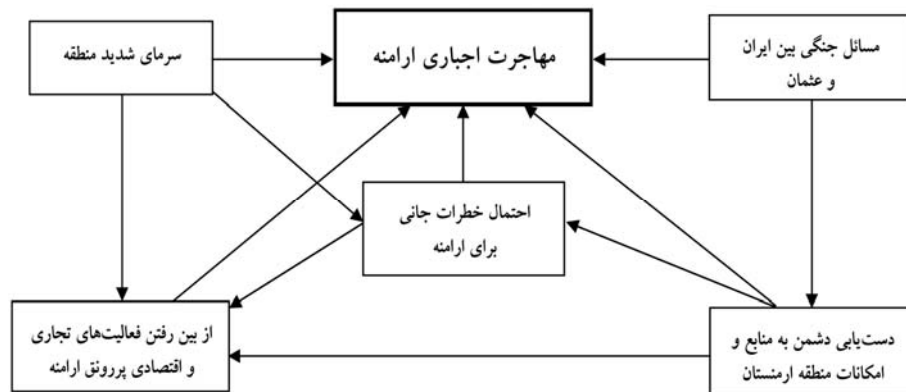 مسائل جنگی بین ایران
و عثمان
مهاجرت اجباری ارامنه
سرمای شدید منطقه
احتمال خطرات جانی
برای ارامنه
دست‌یابی دشمن به منابع و
امکانات منطقه ارمنستان
از بین رفتن فعالیت‌های تجاری
و اقتصادی پررونق ارامنه